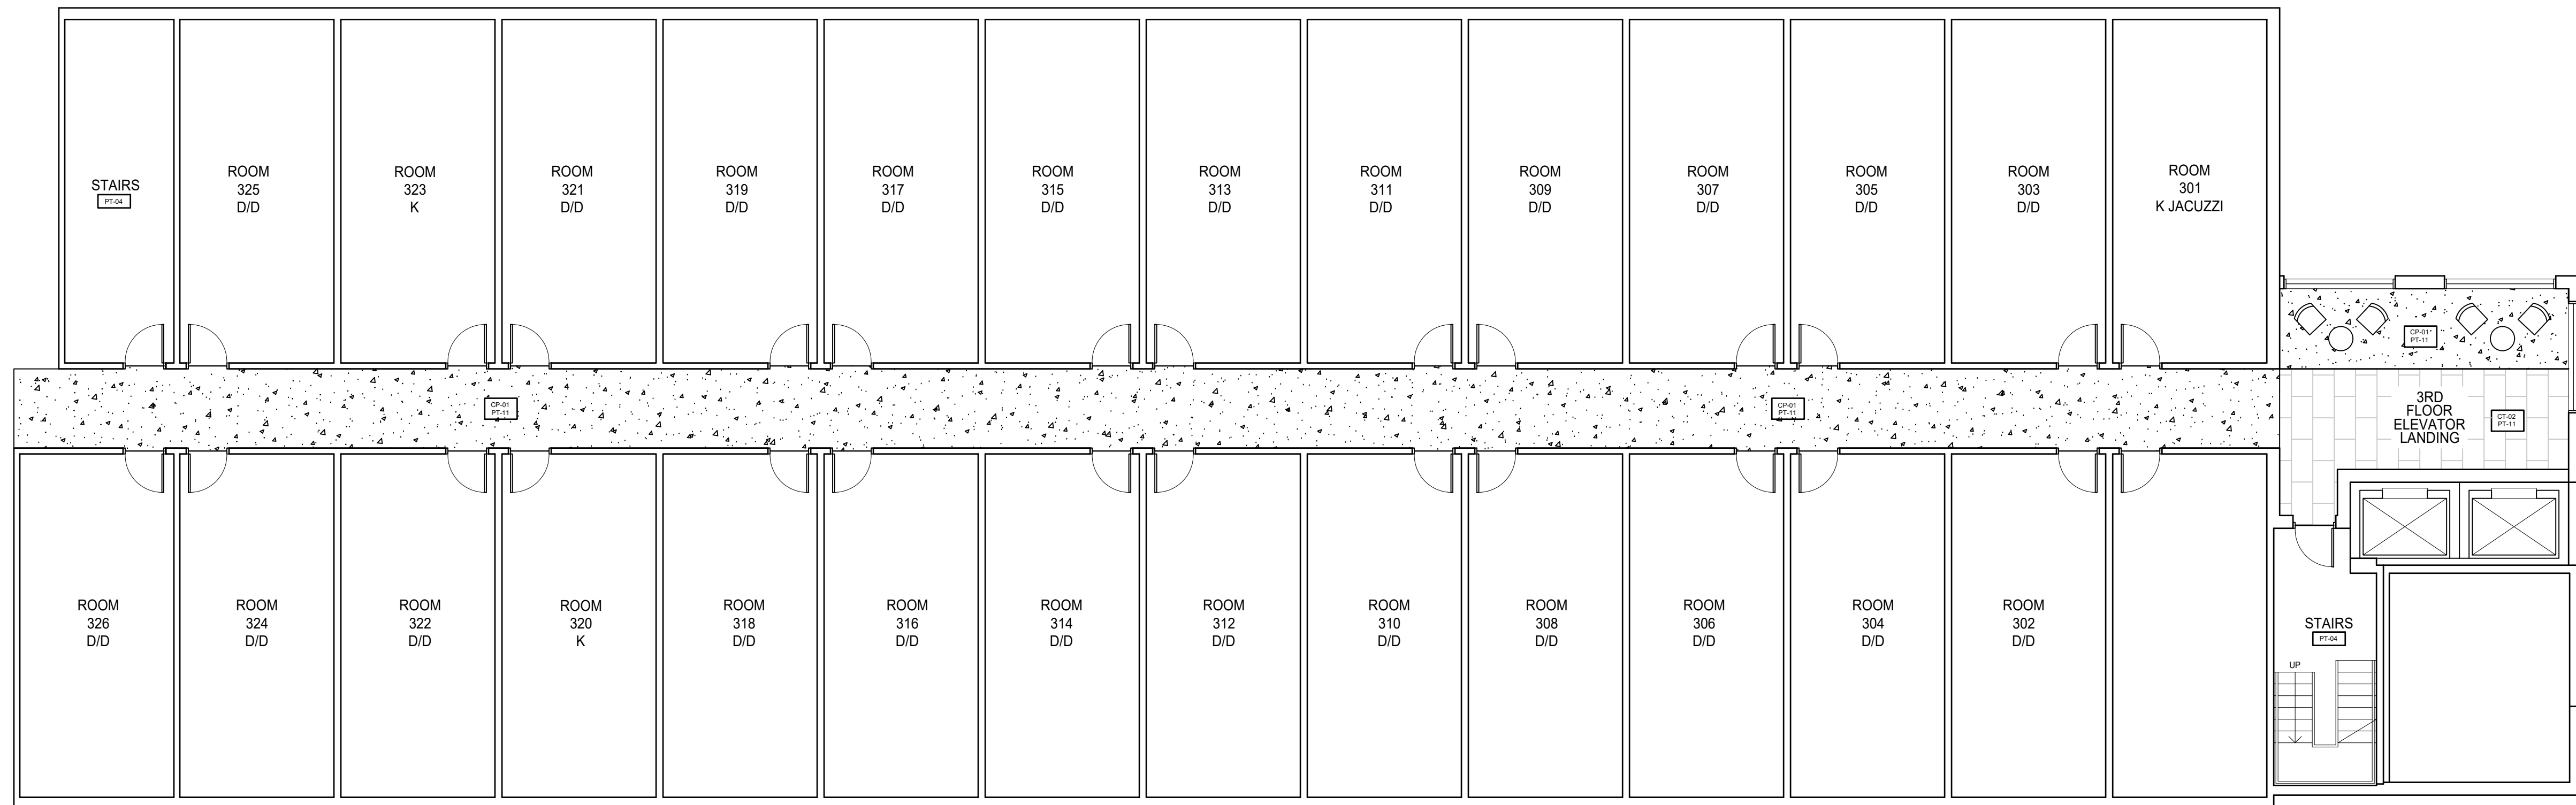 STAIRS
PT-04
ROOM
325
D/D
ROOM
323
K
ROOM
321
D/D
ROOM
319
D/D
ROOM
317
D/D
ROOM
315
D/D
ROOM
313
D/D
ROOM
311
D/D
ROOM
309
D/D
ROOM
307
D/D
ROOM
305
D/D
ROOM
303
D/D
ROOM
301
K JACUZZI
CP-01*
PT-11
CP-01
PT-11
CP-01
PT-11
3RD
FLOOR
ELEVATOR
LANDING
CT-02
PT-11
ROOM
326
D/D
ROOM
324
D/D
ROOM
322
D/D
ROOM
320
K
ROOM
318
D/D
ROOM
316
D/D
ROOM
314
D/D
ROOM
312
D/D
ROOM
310
D/D
ROOM
308
D/D
ROOM
306
D/D
ROOM
304
D/D
ROOM
302
D/D
STAIRS
PT-04
UP